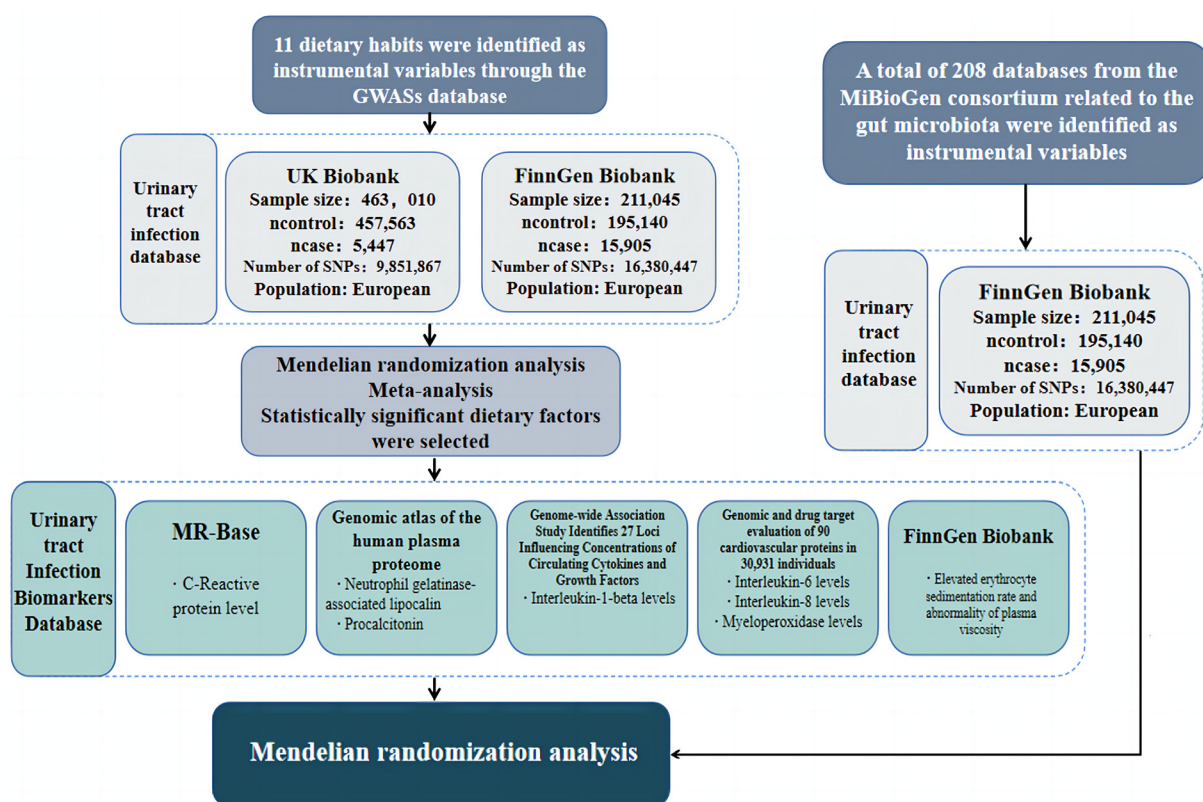 11 dietary habits were identified as
instrumental variables through the
GWASs database
A total of 208 databases from the
MiBioGen consortium related to the
gut microbiota were identified as
instrumental variables
Urinary
tract
infection
database
UK Biobank
Sample size：463，010
ncontrol：457,563
ncase：5,447
Number of SNPs：9,851,867
Population: European
FinnGen Biobank
Sample size：211,045
ncontrol：195,140
ncase：15,905
Number of SNPs：16,380,447
Population: European
Urinary
tract
infection
database
FinnGen Biobank
Sample size：211,045
ncontrol：195,140
ncase：15,905
Number of SNPs：16,380,447
Population: European
Mendelian randomization analysis
Meta-analysis
Statistically significant dietary factors
were selected
Urinary
tract
Infection
Biomarkers
Database
MR-Base
· C-Reactive
protein level
Genomic atlas of the
human plasma
proteome
· Neutrophil gelatinase-
associated lipocalin
· Procalcitonin
Genome-wide Association
Study Identifies 27 Loci
Influencing Concentrations of
Circulating Cytokines and
Growth Factors
· Interleukin-1-beta levels
Genomic and drug target
evaluation of 90
cardiovascular proteins in
30,931 individuals
· Interleukin-6 levels
· Interleukin-8 levels
· Myeloperoxidase levels
FinnGen Biobank
· Elevated erythrocyte
sedimentation rate and
abnormality of plasma
viscosity
Mendelian randomization analysis